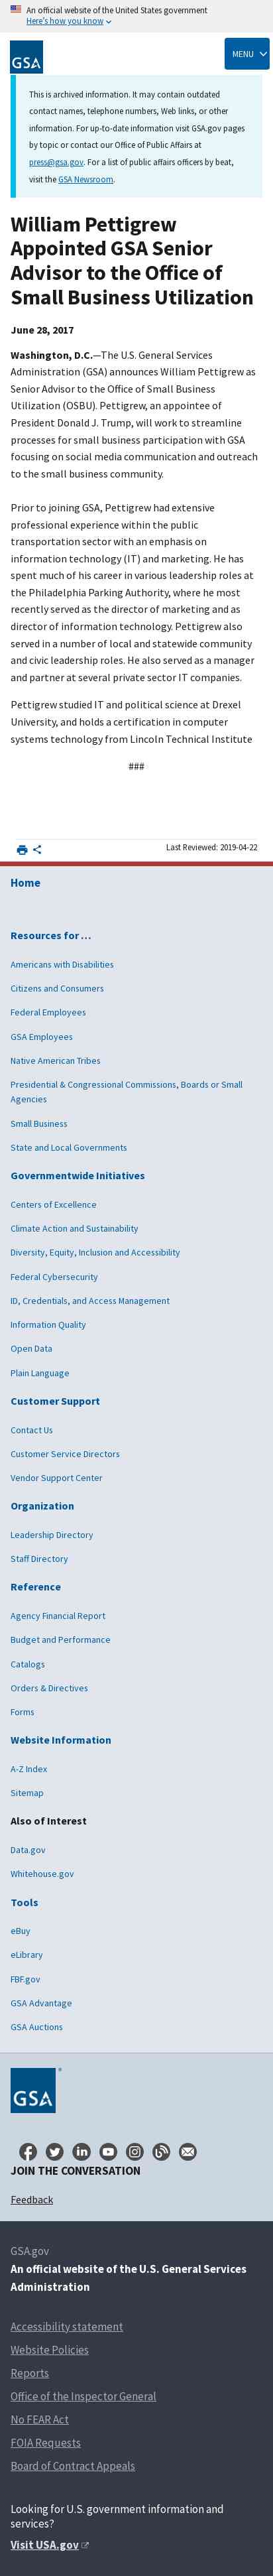 An official website of the United States government
Here's how you know
GSA
MENU
This is archived information. It may contain outdated
contact names, telephone numbers, Web links, or other
information. For up-to-date information visit GSA.gov pages
by topic or contact our Office of Public Affairs at
press@gsa.gov. For a list of public affairs officers by beat,
visit the GSA Newsroom.
William Pettigrew
Appointed GSA Senior
Advisor to the Office of
Small Business Utilization
June 28, 2017
Washington, D.C.—The U.S. General Services
Administration (GSA) announces William Pettigrew as
Senior Advisor to the Office of Small Business
Utilization (OSBU). Pettigrew, an appointee of
President Donald J. Trump, will work to streamline
processes for small business participation with GSA
focusing on social media communication and outreach
to the small business community.
Prior to joining GSA, Pettigrew had extensive
professional experience within the public
transportation sector with an emphasis on
information technology (IT) and marketing. He has
spent much of his career in various leadership roles at
the Philadelphia Parking Authority, where he most
recently served as the director of marketing and as
director of information technology. Pettigrew also
served in a number of local and statewide community
and civic leadership roles. He also served as a manager
and partner at several private sector IT companies.
Pettigrew studied IT and political science at Drexel
University, and holds a certification in computer
systems technology from Lincoln Technical Institute
###
Last Reviewed: 2019-04-22
Home
Resources for …
Americans with Disabilities
Citizens and Consumers
Federal Employees
GSA Employees
Native American Tribes
Presidential & Congressional Commissions, Boards or Small
Agencies
Small Business
State and Local Governments
Governmentwide Initiatives
Centers of Excellence
Climate Action and Sustainability
Diversity, Equity, Inclusion and Accessibility
Federal Cybersecurity
ID, Credentials, and Access Management
Information Quality
Open Data
Plain Language
Customer Support
Contact Us
Customer Service Directors
Vendor Support Center
Organization
Leadership Directory
Staff Directory
Reference
Agency Financial Report
Budget and Performance
Catalogs
Orders & Directives
Forms
Website Information
A-Z Index
Sitemap
Also of Interest
Data.gov
Whitehouse.gov
Tools
eBuy
eLibrary
FBF.gov
GSA Advantage
GSA Auctions
GSA
JOIN THE CONVERSATION
Feedback
GSA.gov
An official website of the U.S. General Services
Administration
Accessibility statement
Website Policies
Reports
Office of the Inspector General
No FEAR Act
FOIA Requests
Board of Contract Appeals
Looking for U.S. government information and
services?
Visit USA.gov